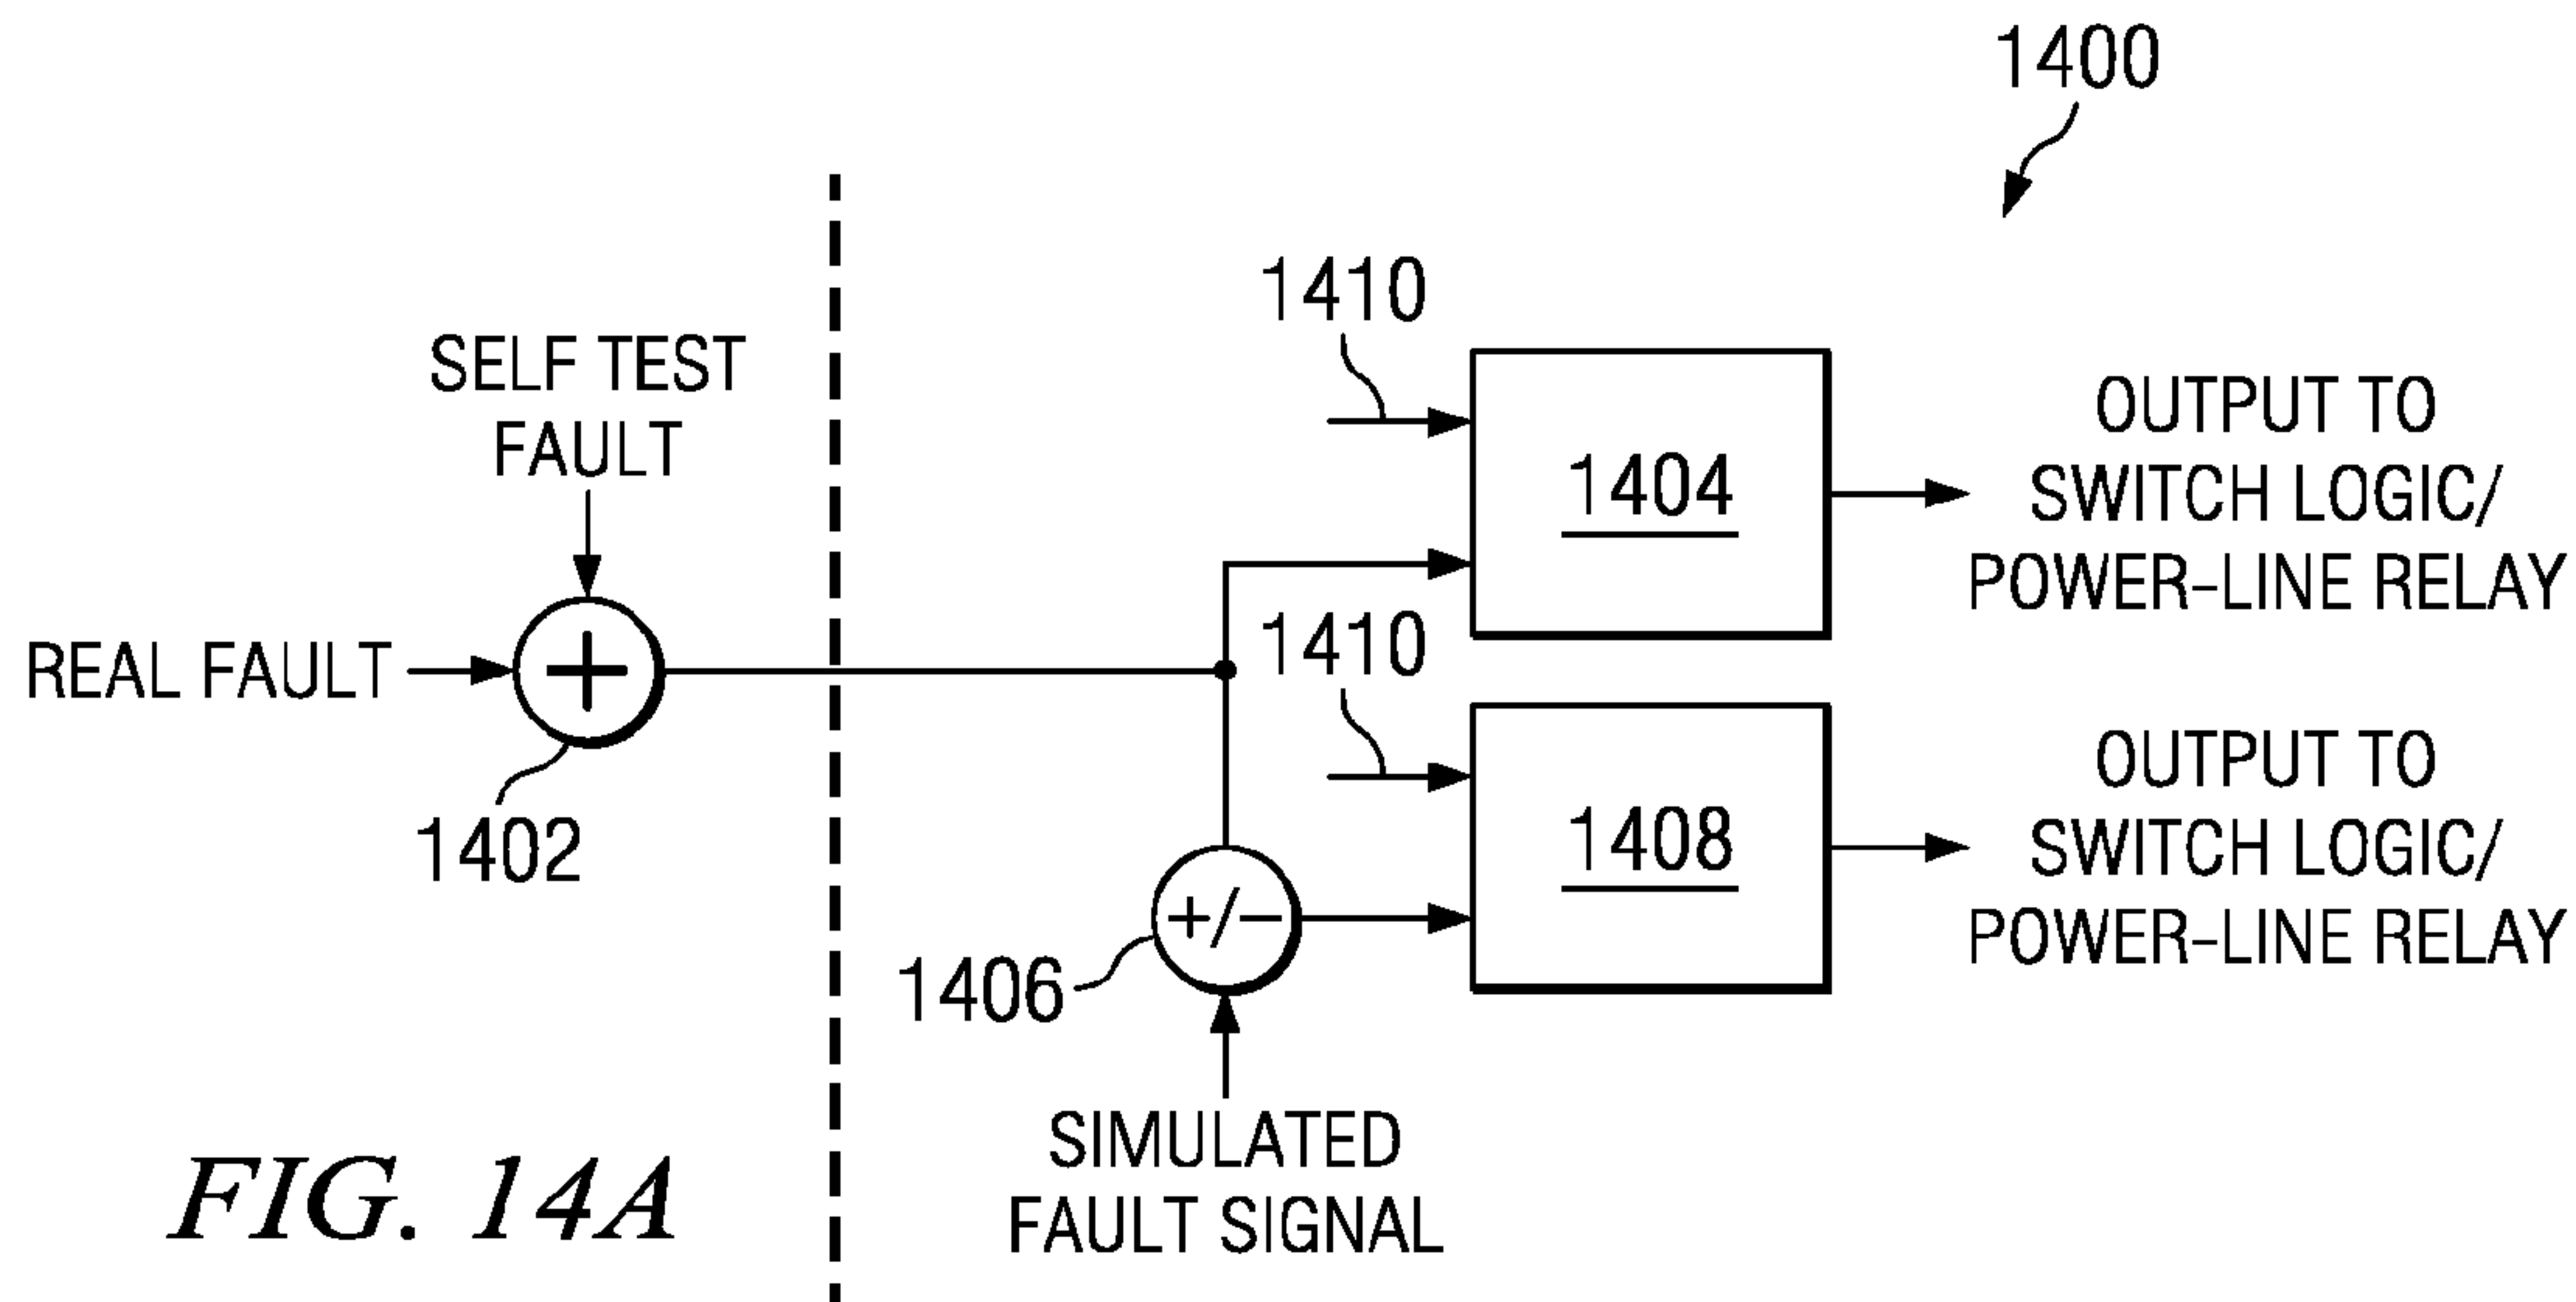 1400
1410
SELF TEST
FAULT
REAL FAULT
+
1402
1404
OUTPUT TO
SWITCH LOGIC/
POWER-LINE RELAY
1410
1408
OUTPUT TO
SWITCH LOGIC/
POWER-LINE RELAY
+/-
1406
SIMULATED
FAULT SIGNAL
FIG. 14A